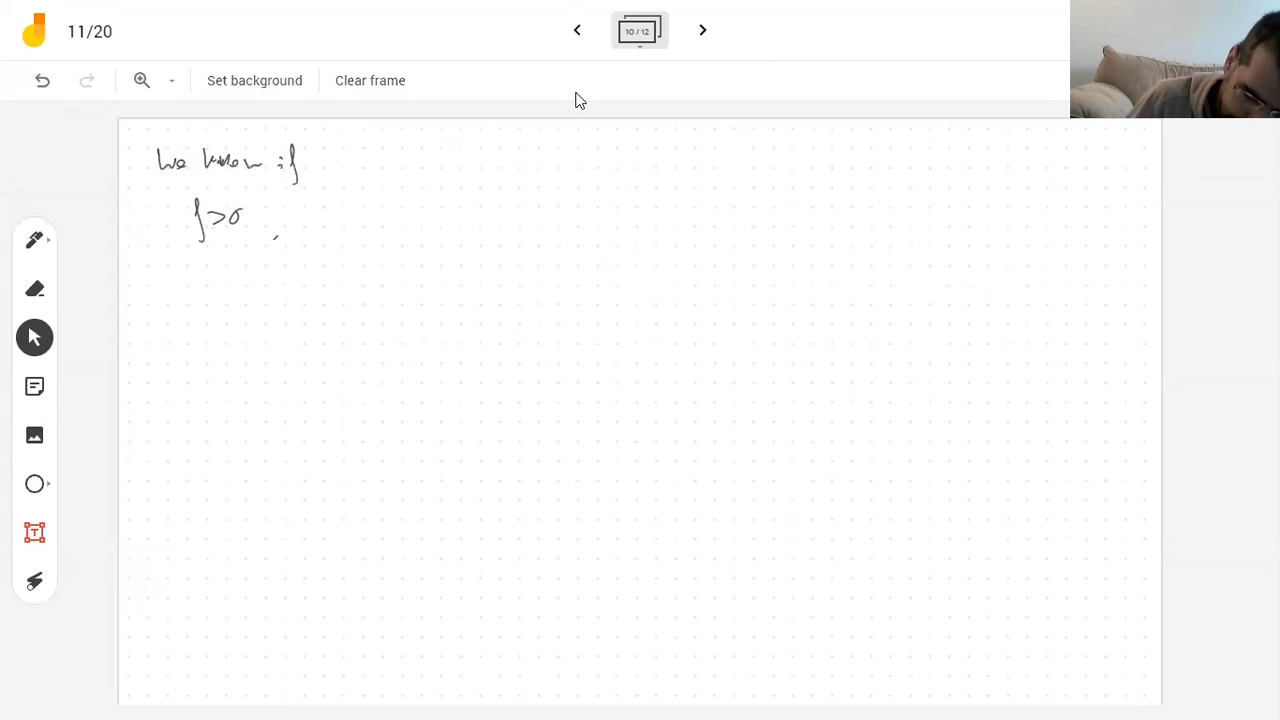 11/20
10 / 12
Set background
Clear frame
We know if
f > 0
T